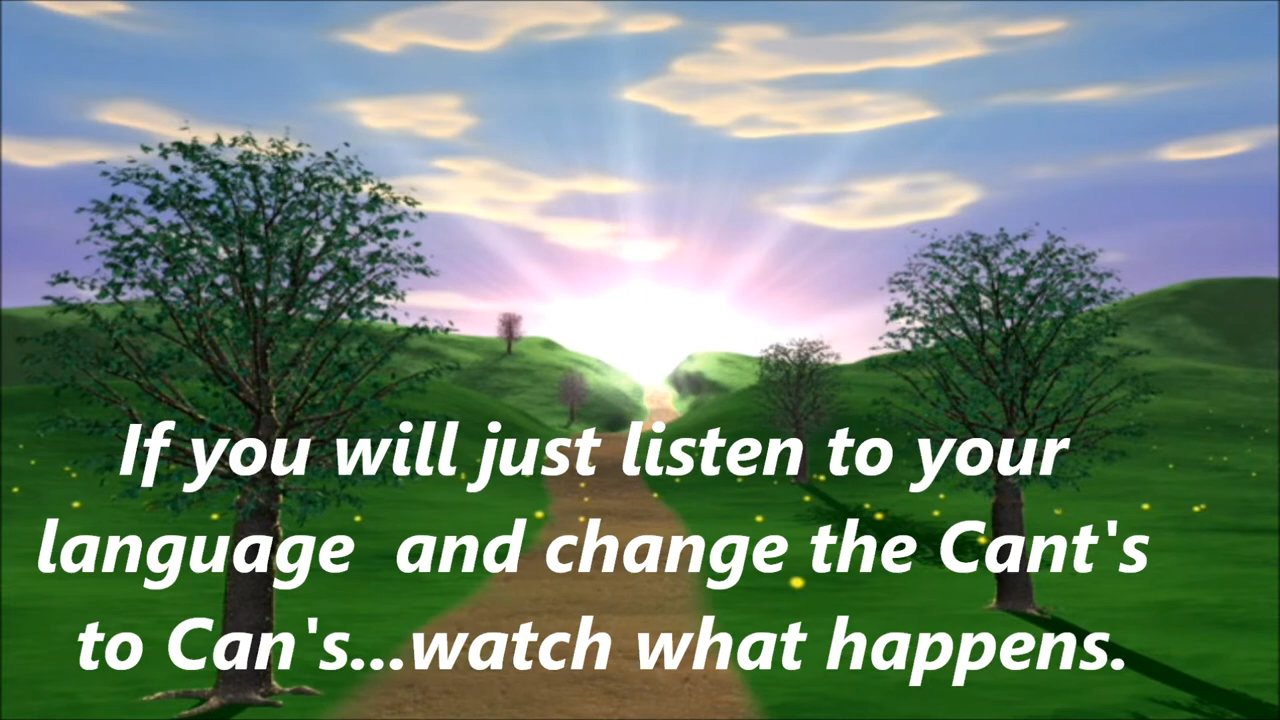 If you will just listen to your
language  and change the Cant's
to Can's...watch what happens.